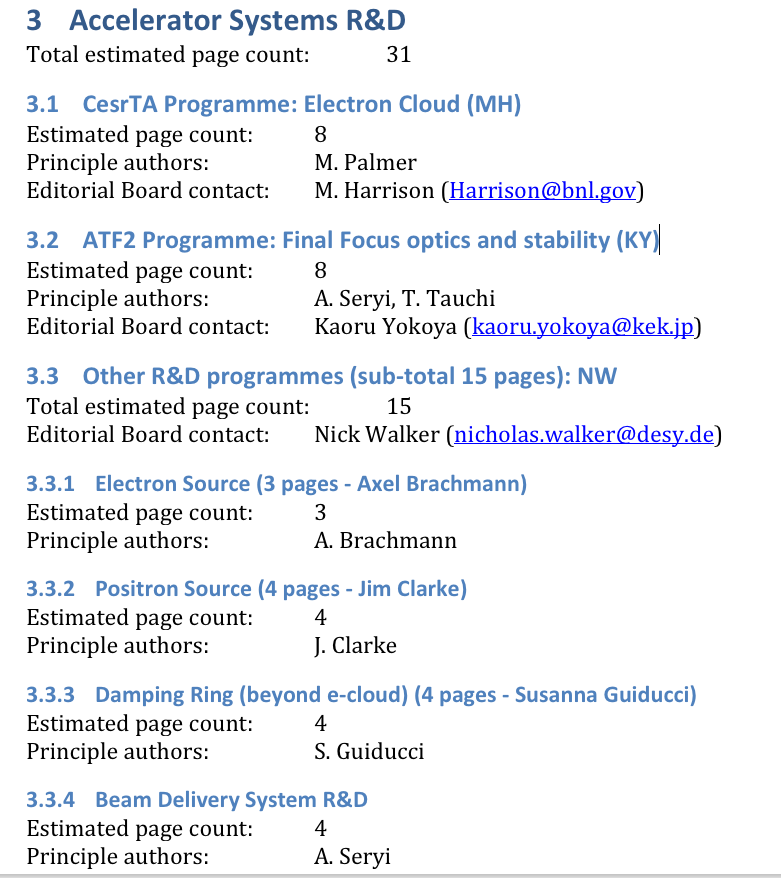 3 Accelerator Systems R&D
Total estimated page count: 31
3.1 CesrTA Programme: Electron Cloud (MH)
Estimated page count: 8
Principle authors: M. Palmer
Editorial Board contact: M. Harrison (Harrison@bnl.gov)
3.2 ATF2 Programme: Final Focus optics and stability (KY)
Estimated page count: 8
Principle authors: A. Seryi, T. Tauchi
Editorial Board contact: Kaoru Yokoya (kaoru.yokoya@kek.jp)
3.3 Other R&D programmes (sub-total 15 pages): NW
Total estimated page count: 15
Editorial Board contact: Nick Walker (nicholas.walker@desy.de)
3.3.1 Electron Source (3 pages - Axel Brachmann)
Estimated page count: 3
Principle authors: A. Brachmann
3.3.2 Positron Source (4 pages - Jim Clarke)
Estimated page count: 4
Principle authors: J. Clarke
3.3.3 Damping Ring (beyond e-cloud) (4 pages - Susanna Guiducci)
Estimated page count: 4
Principle authors: S. Guiducci
3.3.4 Beam Delivery System R&D
Estimated page count: 4
Principle authors: A. Seryi